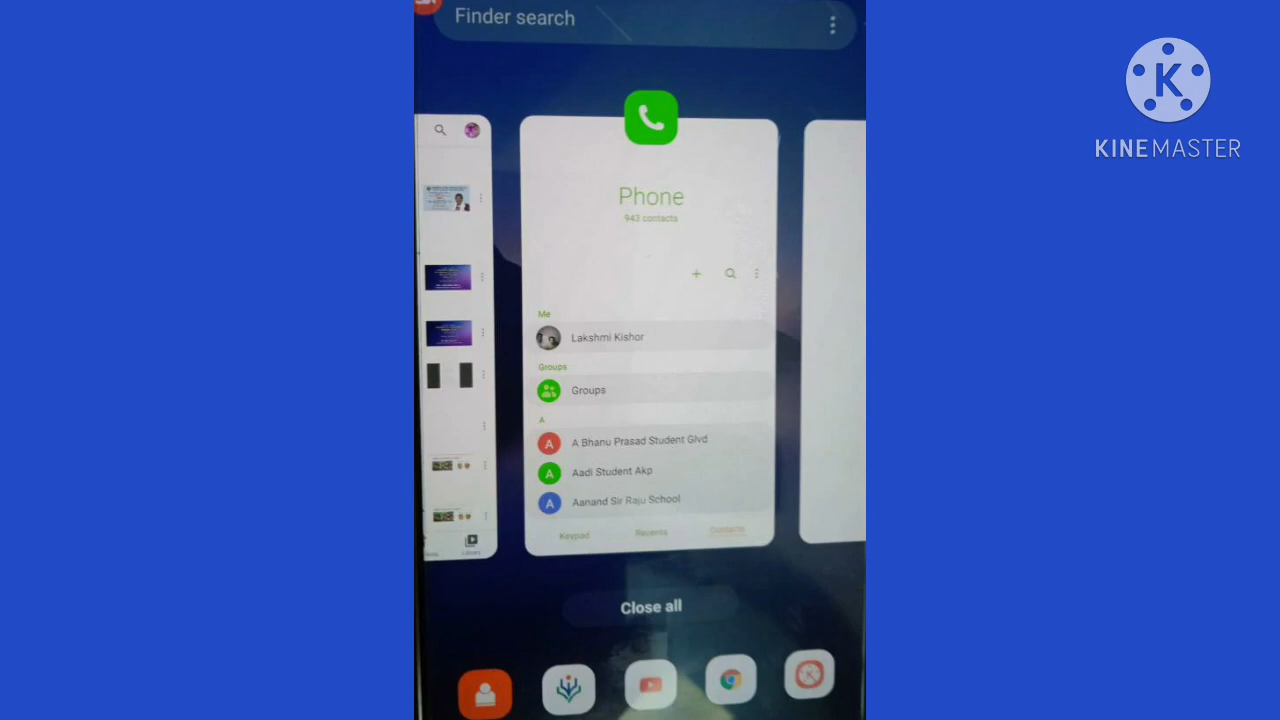 Finder search
KINEMASTER
Phone
943 contacts
Me
Lakshmi Kishor
Groups
Groups
A
A A Bhanu Prasad Student Glvd
A Aadi Student Akp
A Aanand Sir Raju School
Keypad Recents Contacts
Close all